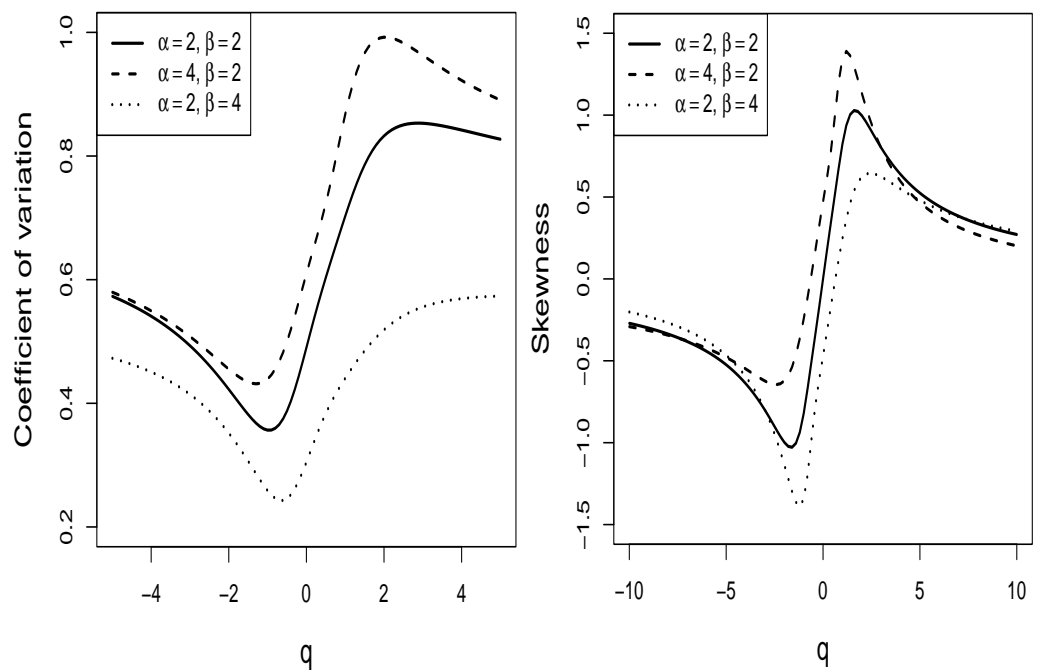 Coefficient of variation
1.0
0.8
0.6
0.4
0.2
α = 2, β = 2
α = 4, β = 2
α = 2, β = 4
−4
−2
0
2
4
q
Skewness
1.5
1.0
0.5
0.0
−0.5
−1.0
−1.5
α = 2, β = 2
α = 4, β = 2
α = 2, β = 4
−10
−5
0
5
10
q